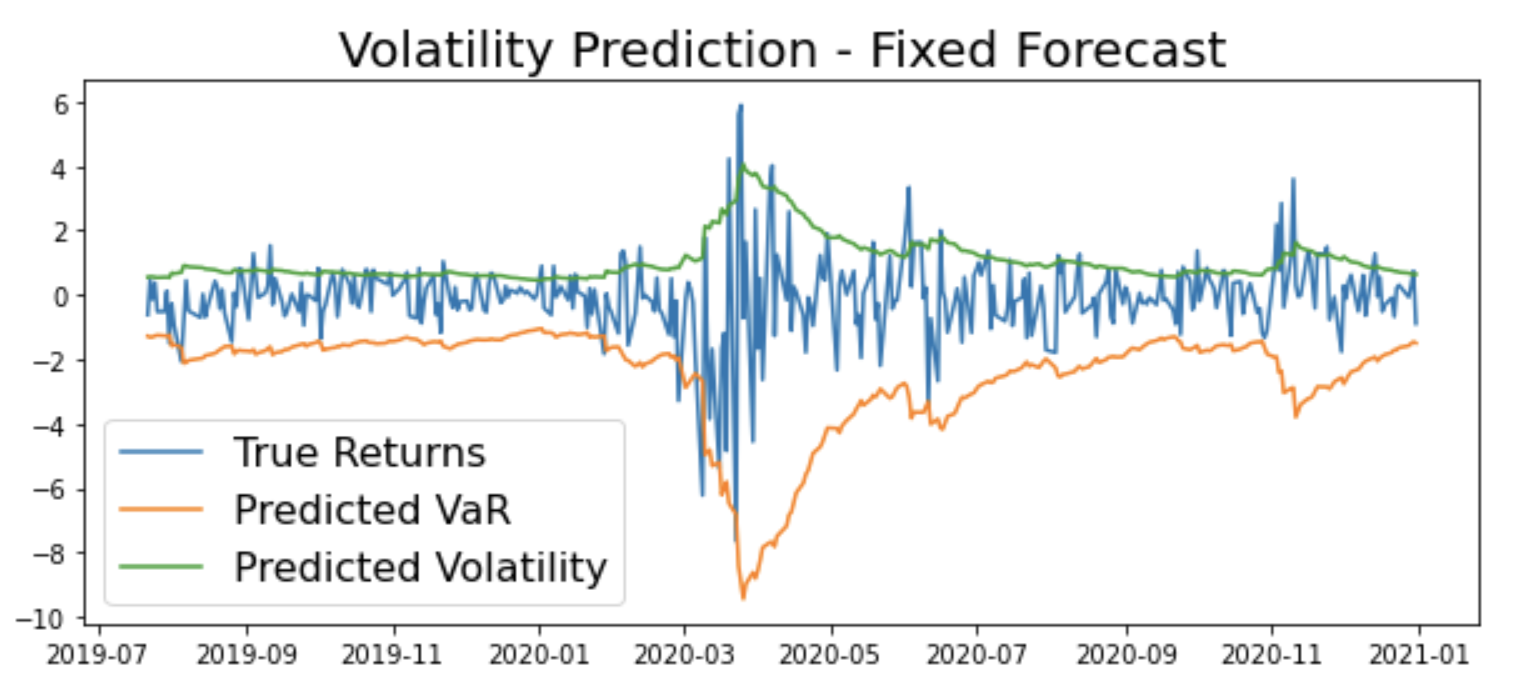 Volatility Prediction - Fixed Forecast
6
4
2
0
−2
−4
−6
−8
−10
True Returns
Predicted VaR
Predicted Volatility
2019-07 2019-09 2019-11 2020-01 2020-03 2020-05 2020-07 2020-09 2020-11 2021-01